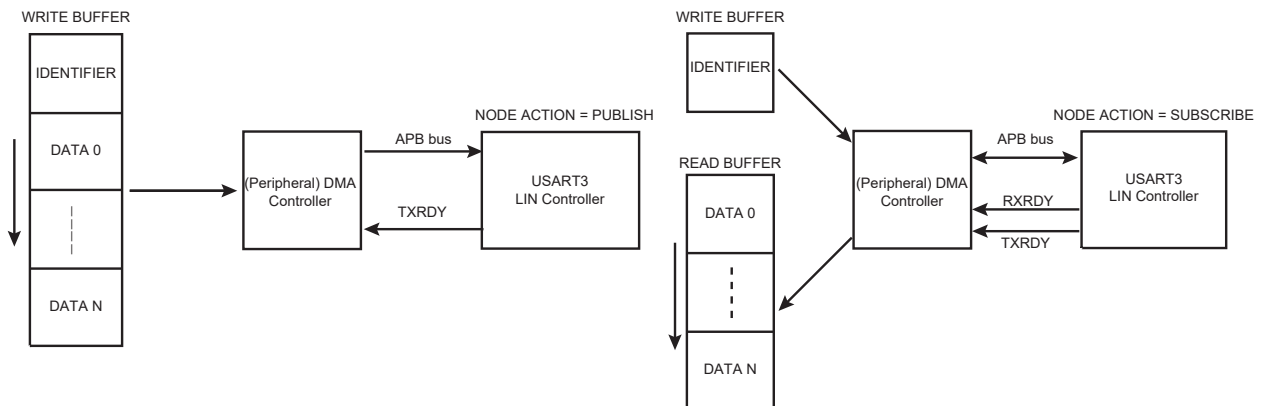 WRITE BUFFER
IDENTIFIER
DATA 0
DATA N
(Peripheral) DMA
Controller
APB bus
TXRDY
NODE ACTION = PUBLISH
USART3
LIN Controller
WRITE BUFFER
IDENTIFIER
READ BUFFER
DATA 0
DATA N
(Peripheral) DMA
Controller
APB bus
RXRDY
TXRDY
NODE ACTION = SUBSCRIBE
USART3
LIN Controller